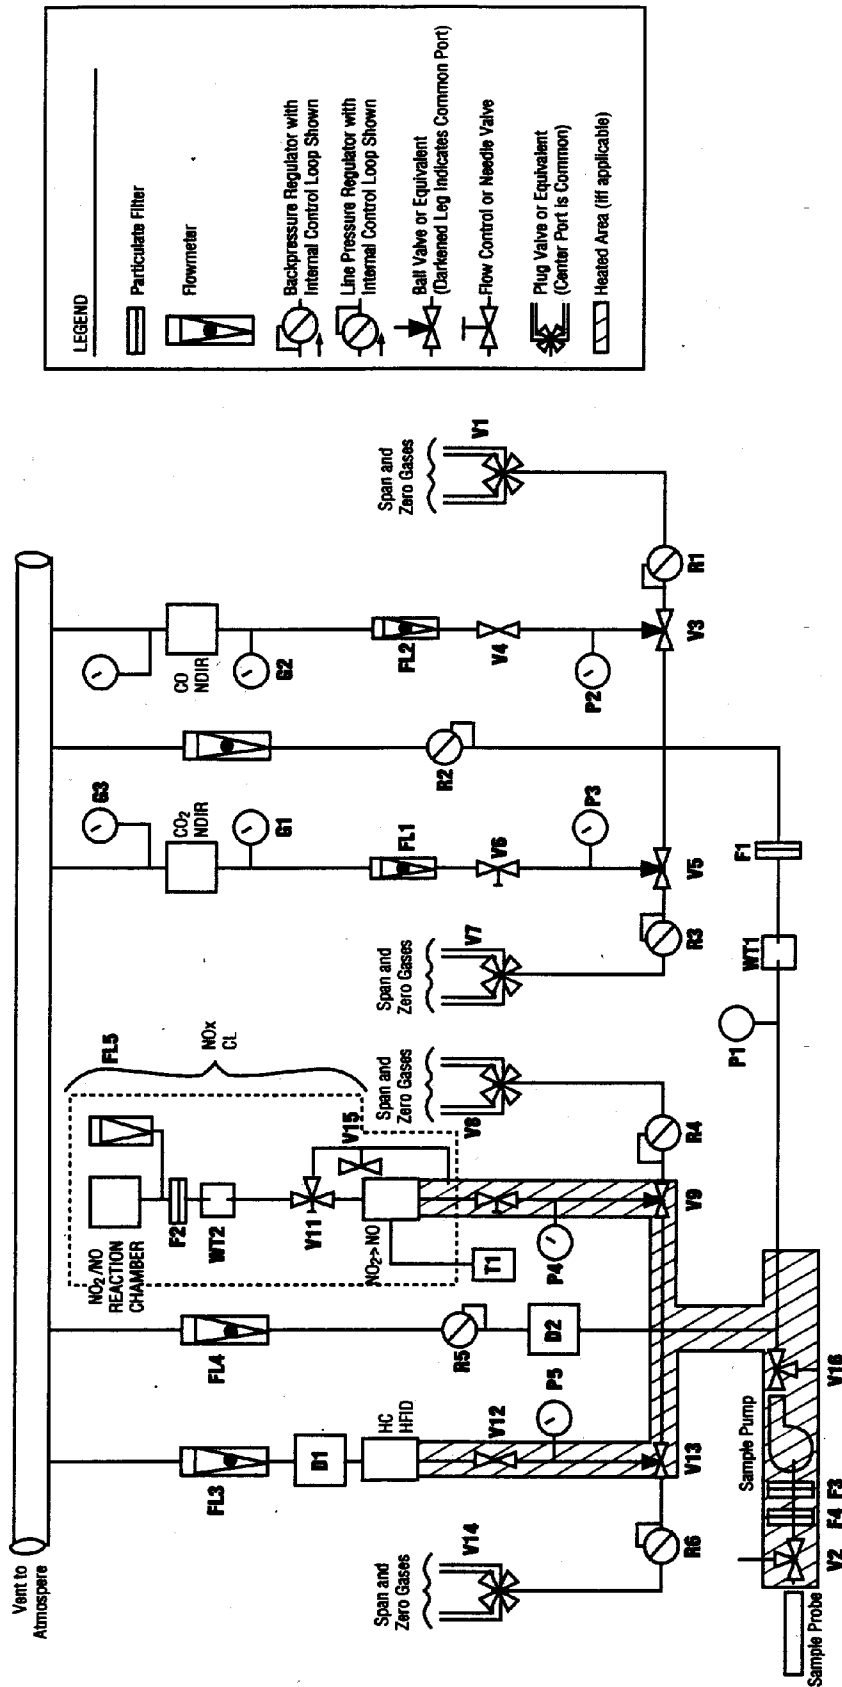 Vent to
Atmospere
FL3
D1
HC
HFID
V12
P5
V13
R6
Span and
Zero Gases
V14
FL4
R5
D2
NO2/NO
REACTION
CHAMBER
F2
WT2
V11
NO2>NO
T1
P4
V9
FL5
NOx
CL
V15
Span and
Zero Gases
V8
R4
Span and
Zero Gases
V7
R3
G3
CO2
NDIR
G1
FL1
V6
P3
V5
R2
CO
NDIR
G2
FL2
V4
P2
V3
R1
Span and
Zero Gases
V1
Sample Probe
V2
F4
F3
Sample Pump
V16
P1
WT1
F1
LEGEND
Particulate Filter
Flowmeter
Backpressure Regulator with
Internal Control Loop Shown
Line Pressure Regulator with
Internal Control Loop Shown
Ball Valve or Equivalent
(Darkened Leg Indicates Common Port)
Flow Control or Needle Valve
Plug Valve or Equivalent
(Center Port is Common)
Heated Area (iff applicable)